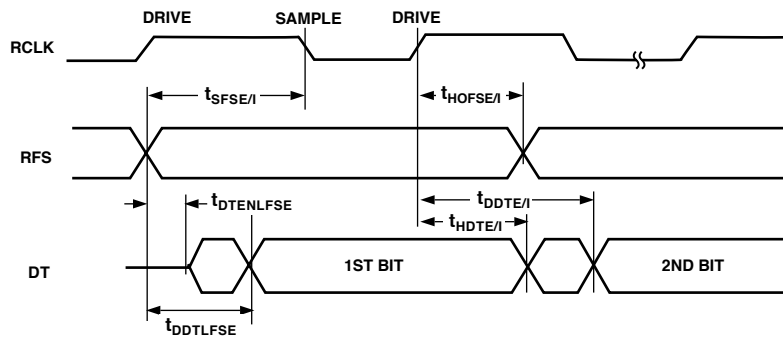 DRIVE SAMPLE DRIVE
RCLK
tSFSE/I tHOFSE/I
RFS
tDDTE/I
tDTENLFSE
tHDTE/I
DT 1ST BIT 2ND BIT
tDDTLFSE